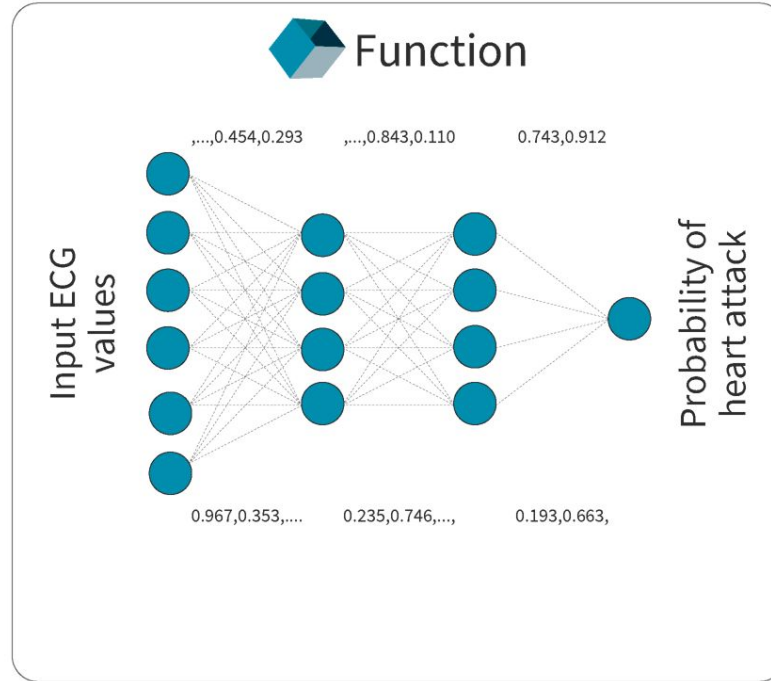 Function
,...,0.454,0.293
,...,0.843,0.110
0.743,0.912
Input ECG
values
Probability of
heart attack
0.967,0.353,....
0.235,0.746,...,
0.193,0.663,